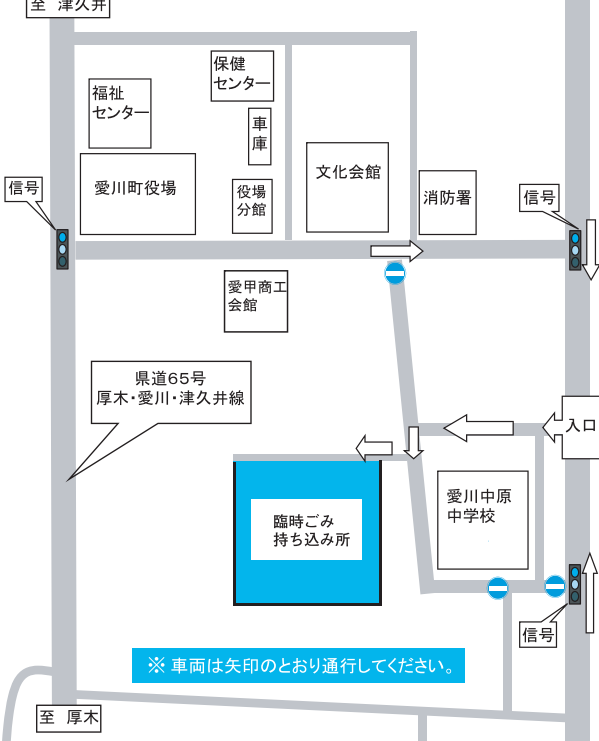 至 津久井
保健
センター
福祉
センター
車
庫
文化会館
愛川町役場
役場
分館
消防署
信号
信号
愛甲商工
会館
県道65号
厚木・愛川・津久井線
入口
愛川中原
中学校
臨時ごみ
持ち込み所
信号
※ 車両は矢印のとおり通行してください。
至 厚木